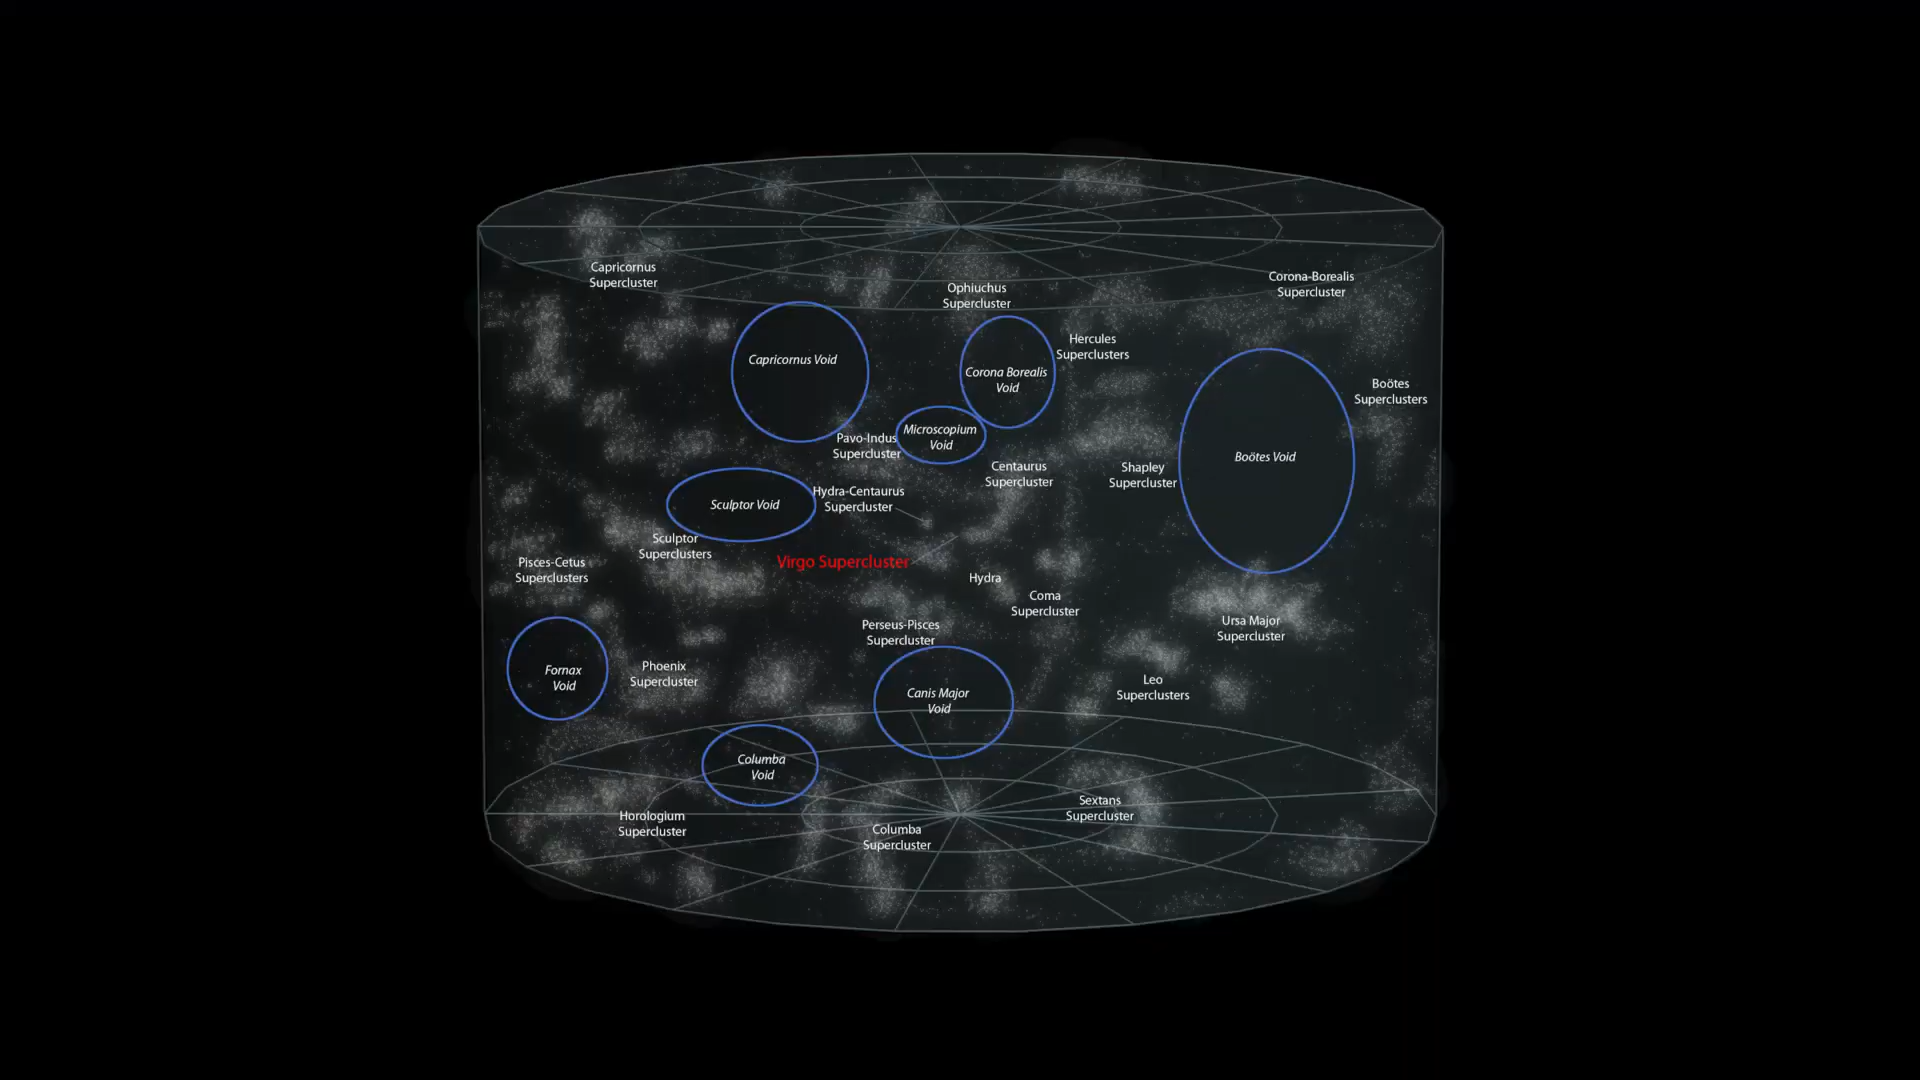 Capricornus
Supercluster
Ophiuchus
Supercluster
Corona-Borealis
Supercluster
Capricornus Void
Corona Borealis
Void
Hercules
Superclusters
Boötes
Superclusters
Microscopium
Void
Pavo-Indus
Supercluster
Centaurus
Supercluster
Shapley
Supercluster
Boötes Void
Sculptor Void
Hydra-Centaurus
Supercluster
Sculptor
Superclusters
Pisces-Cetus
Superclusters
Virgo Supercluster
Hydra
Coma
Supercluster
Perseus-Pisces
Supercluster
Ursa Major
Supercluster
Fornax
Void
Phoenix
Supercluster
Canis Major
Void
Leo
Superclusters
Columba
Void
Horologium
Supercluster
Columba
Supercluster
Sextans
Supercluster